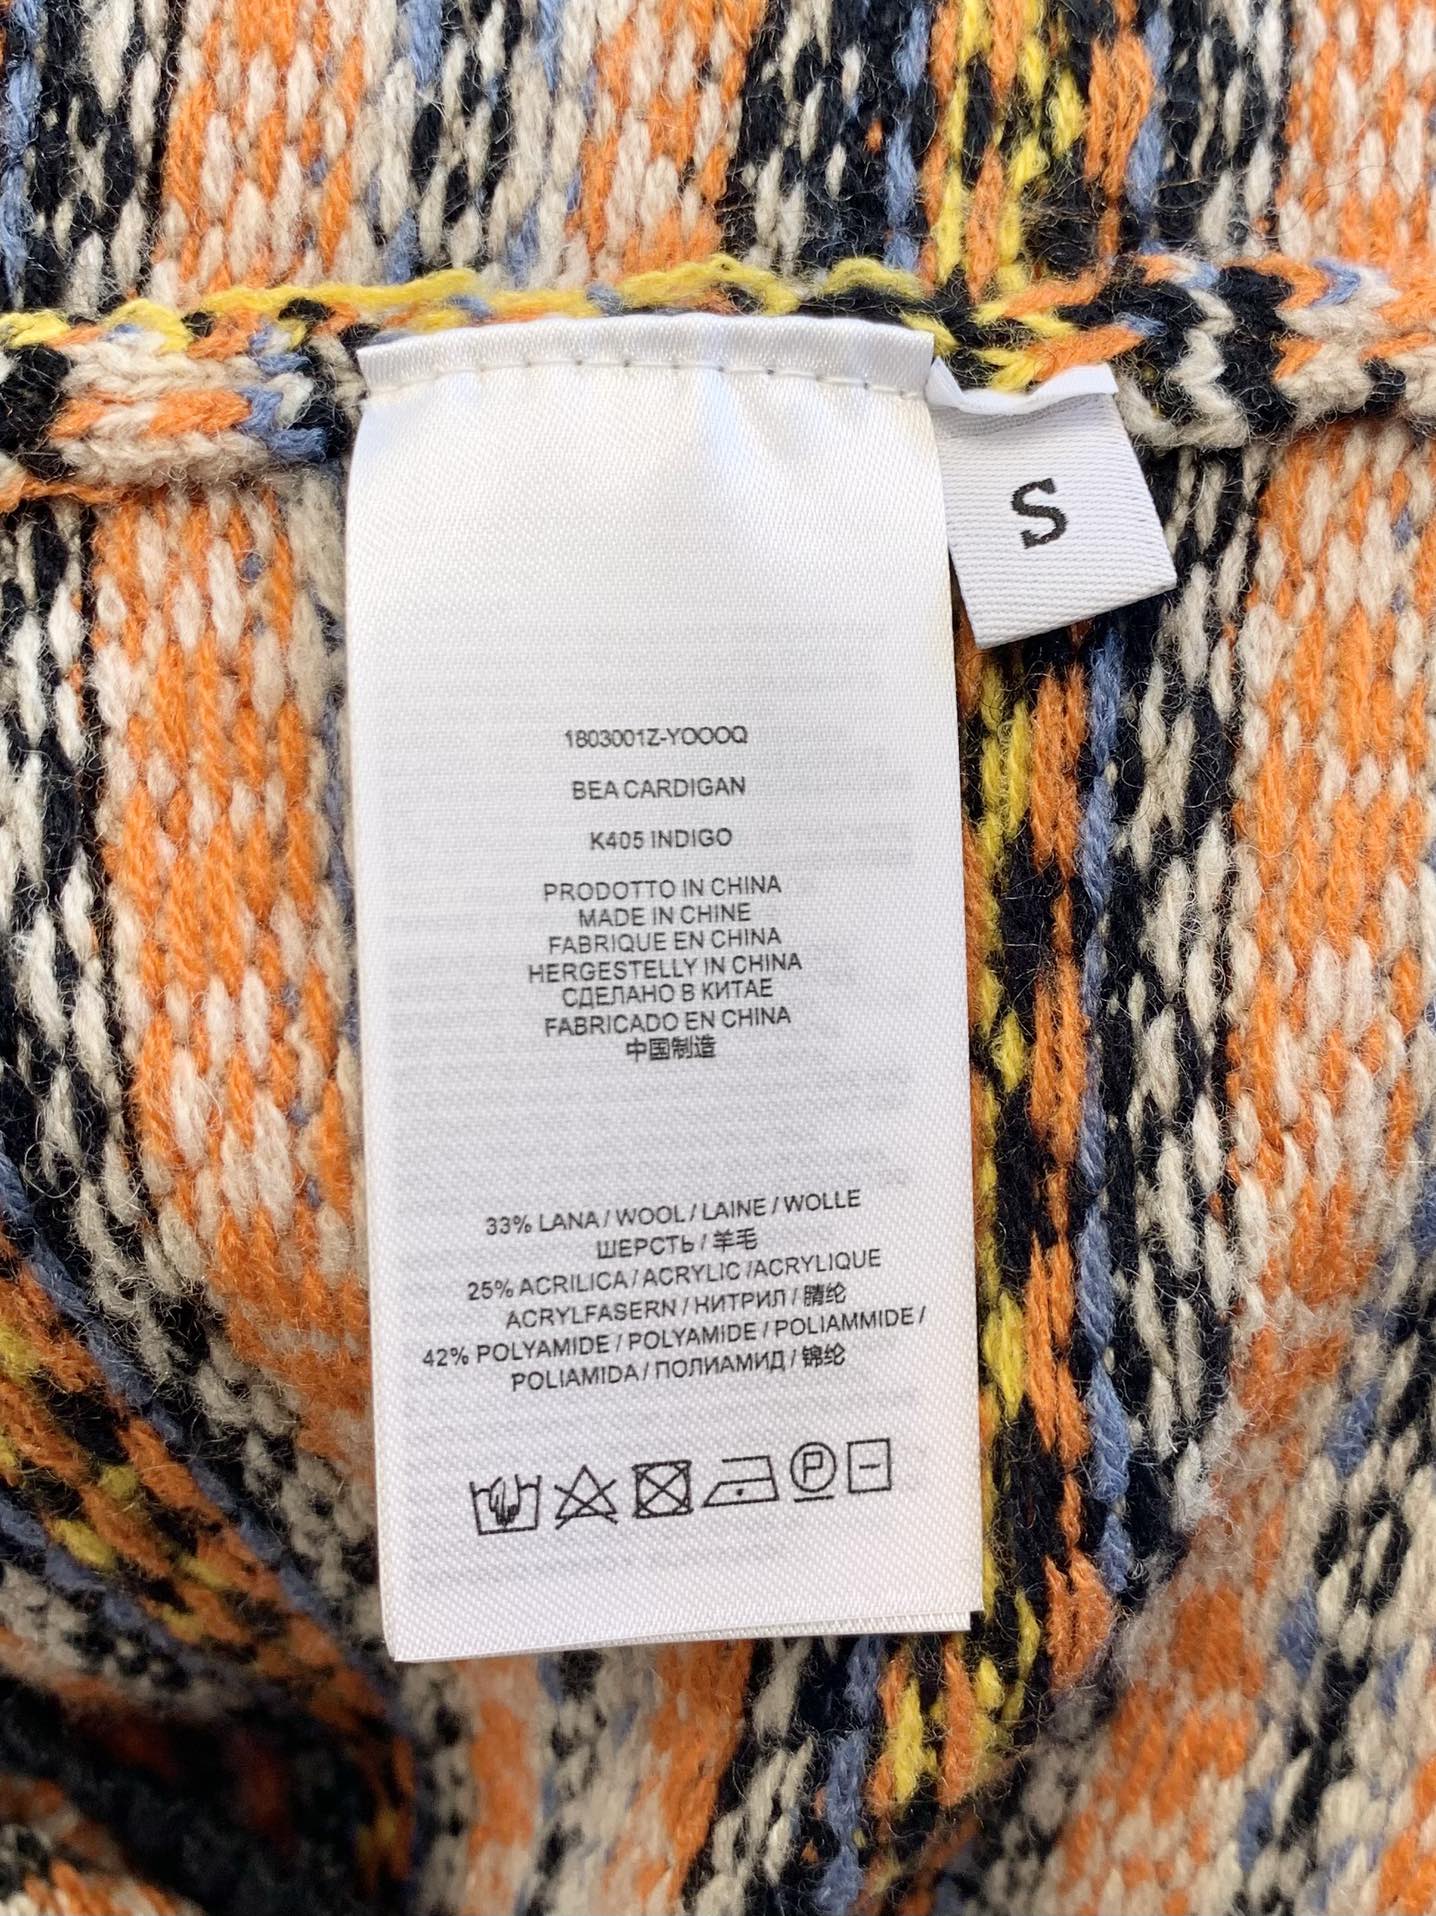 S
1803001Z-YOOOQ
BEA CARDIGAN
K405 INDIGO
PRODOTTO IN CHINA
MADE IN CHINE
FABRIQUE EN CHINA
HERGESTELLY IN CHINA
СДЕЛАНО В КИТАЕ
FABRICADO EN CHINA
中国制造
33% LANA / WOOL / LAINE / WOLLE
ШЕРСТЬ / 羊毛
25% ACRILICA / ACRYLIC /ACRYLIQUE
ACRYLFASERN / НИТРИЛ / 腈纶
42% POLYAMIDE / POLYAMIDE / POLIAMMIDE /
POLIAMIDA / ПОЛИАМИД / 锦纶
P